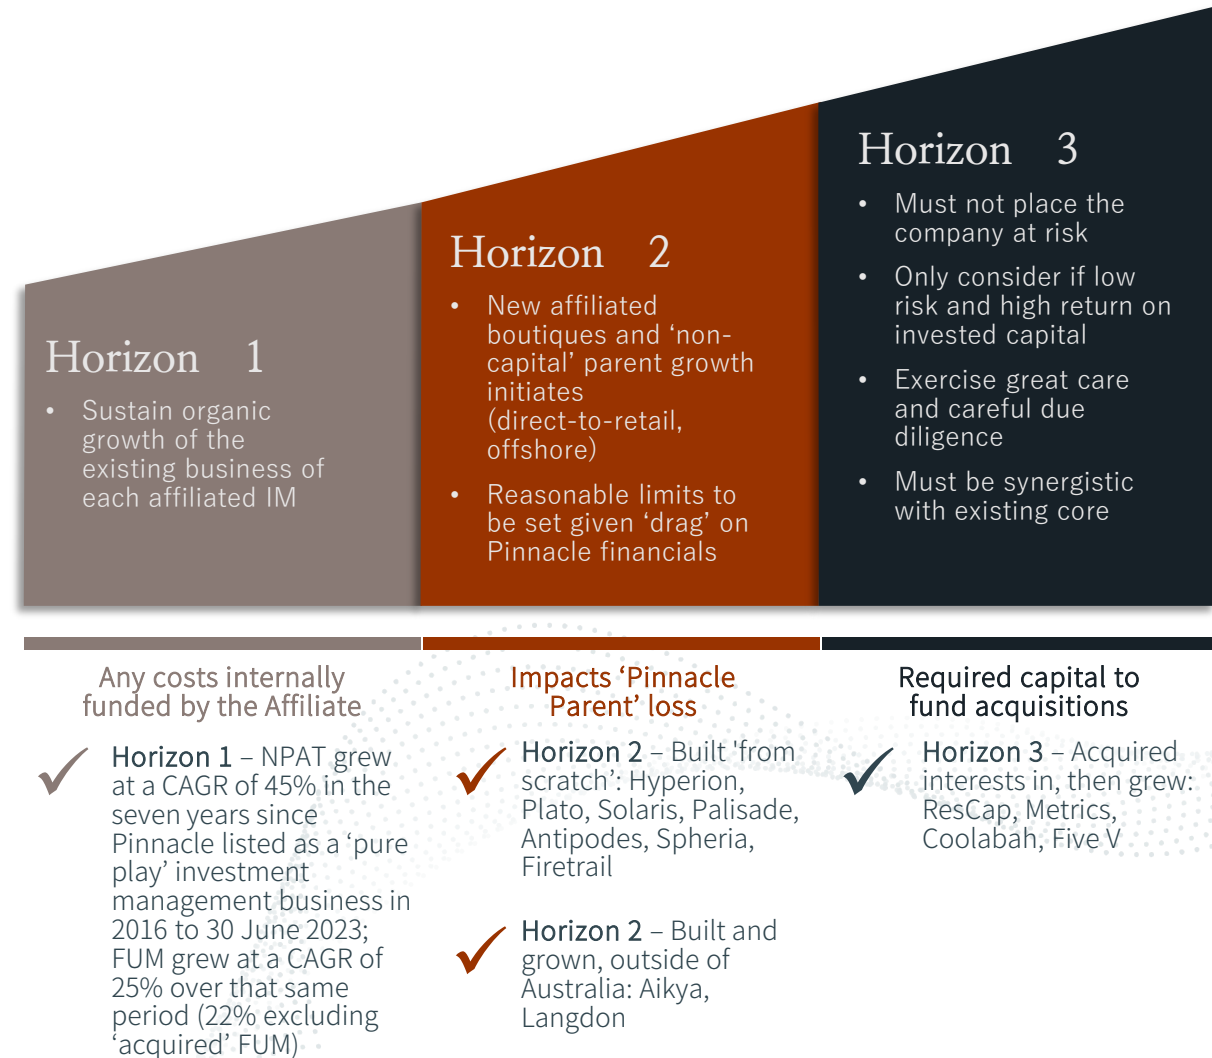 Horizon 1
• Sustain organic
growth of the
existing business of
each affiliated IM
Horizon 2
• New affiliated
boutiques and ‘non-
capital’ parent growth
initiates
(direct-to-retail,
offshore)
• Reasonable limits to
be set given ‘drag’ on
Pinnacle financials
Horizon 3
• Must not place the
company at risk
• Only consider if low
risk and high return on
invested capital
• Exercise great care
and careful due
diligence
• Must be synergistic
with existing core
Any costs internally
funded by the Affiliate
Horizon 1 – NPAT grew
at a CAGR of 45% in the
seven years since
Pinnacle listed as a ‘pure
play’ investment
management business in
2016 to 30 June 2023;
FUM grew at a CAGR of
25% over that same
period (22% excluding
‘acquired’ FUM)
Impacts ‘Pinnacle
Parent’ loss
Horizon 2 – Built 'from
scratch’: Hyperion,
Plato, Solaris, Palisade,
Antipodes, Spheria,
Firetrail
Horizon 2 – Built and
grown, outside of
Australia: Aikya,
Langdon
Required capital to
fund acquisitions
Horizon 3 – Acquired
interests in, then grew:
ResCap, Metrics,
Coolabah, Five V